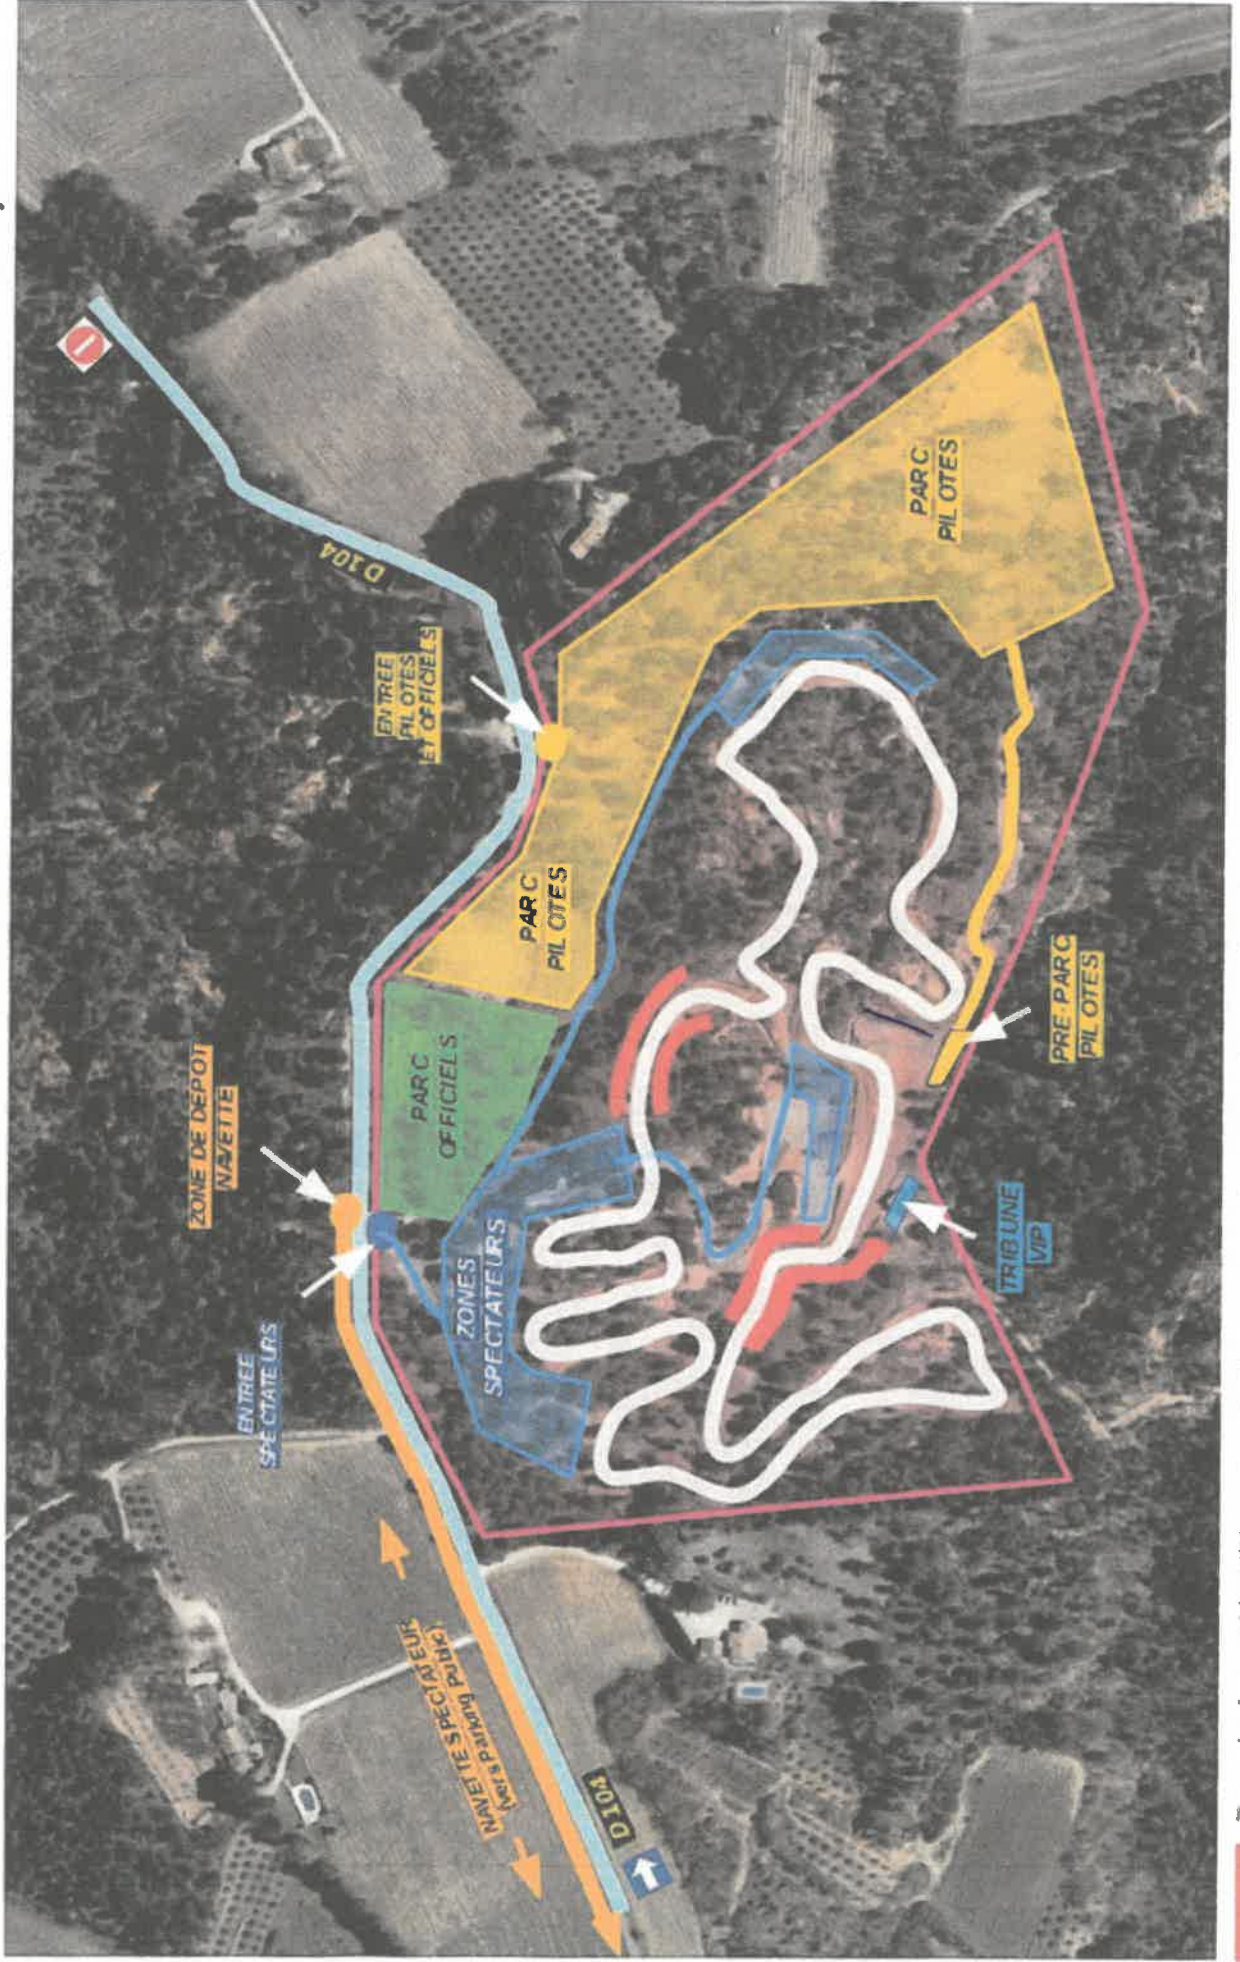 D104
ENTREE
PILOTES
ET OFFICIELS
PARC
PILOTES
PARC
PILOTES
ZONE DE DEPOT
NAVETTE
PARC
OFFICIELS
PRE-PARC
PILOTES
ENTREE
SPECTATEURS
ZONES
SPECTATEURS
TRIBUNE
VIP
NAVETTE SPECTATEUR
(vers Parking Public)
D104